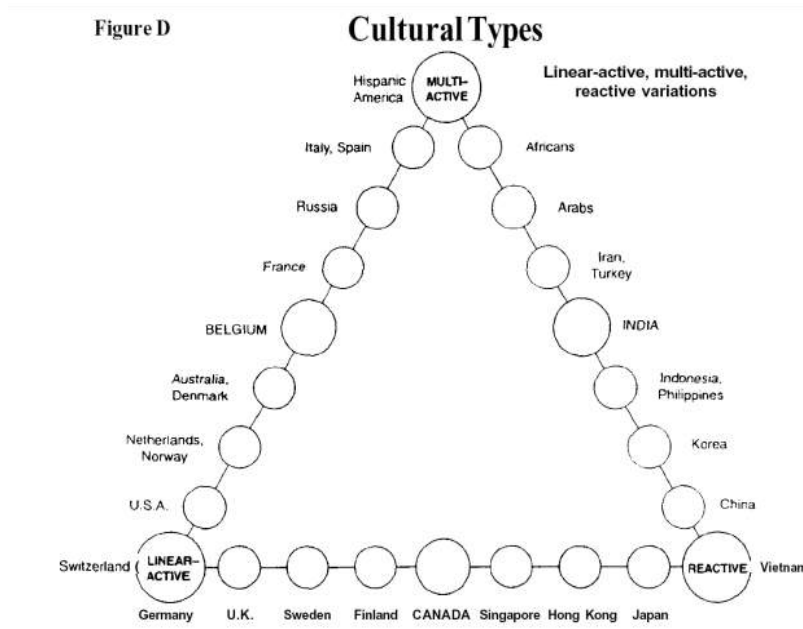 Figure D
Cultural Types
Linear-active, multi-active,
reactive variations
Hispanic
America
MULTI-
ACTIVE
Italy, Spain
Africans
Russia
Arabs
France
Iran,
Turkey
BELGIUM
INDIA
Australia,
Denmark
Indonesia,
Philippines
Netherlands,
Norway
Korea
U.S.A.
China
Switzerland
LINEAR-
ACTIVE
REACTIVE
Vietnam
Germany
U.K.
Sweden
Finland
CANADA
Singapore
Hong Kong
Japan